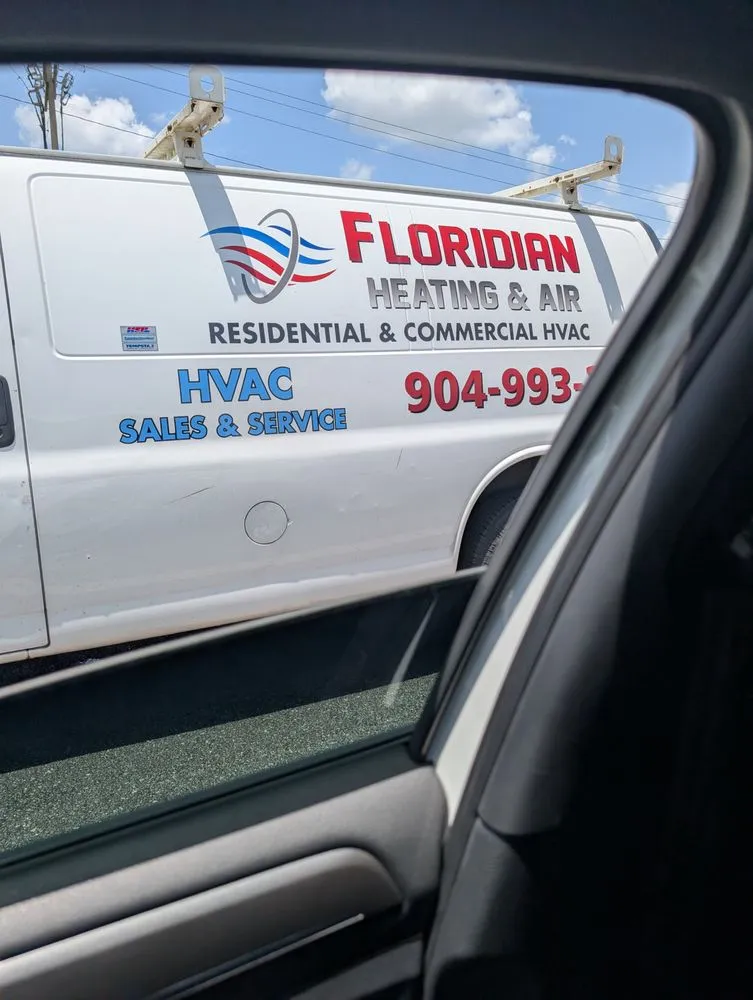 FLORIDIAN
HEATING & AIR
RESIDENTIAL & COMMERCIAL HVAC
HVAC
SALES & SERVICE
904-993-